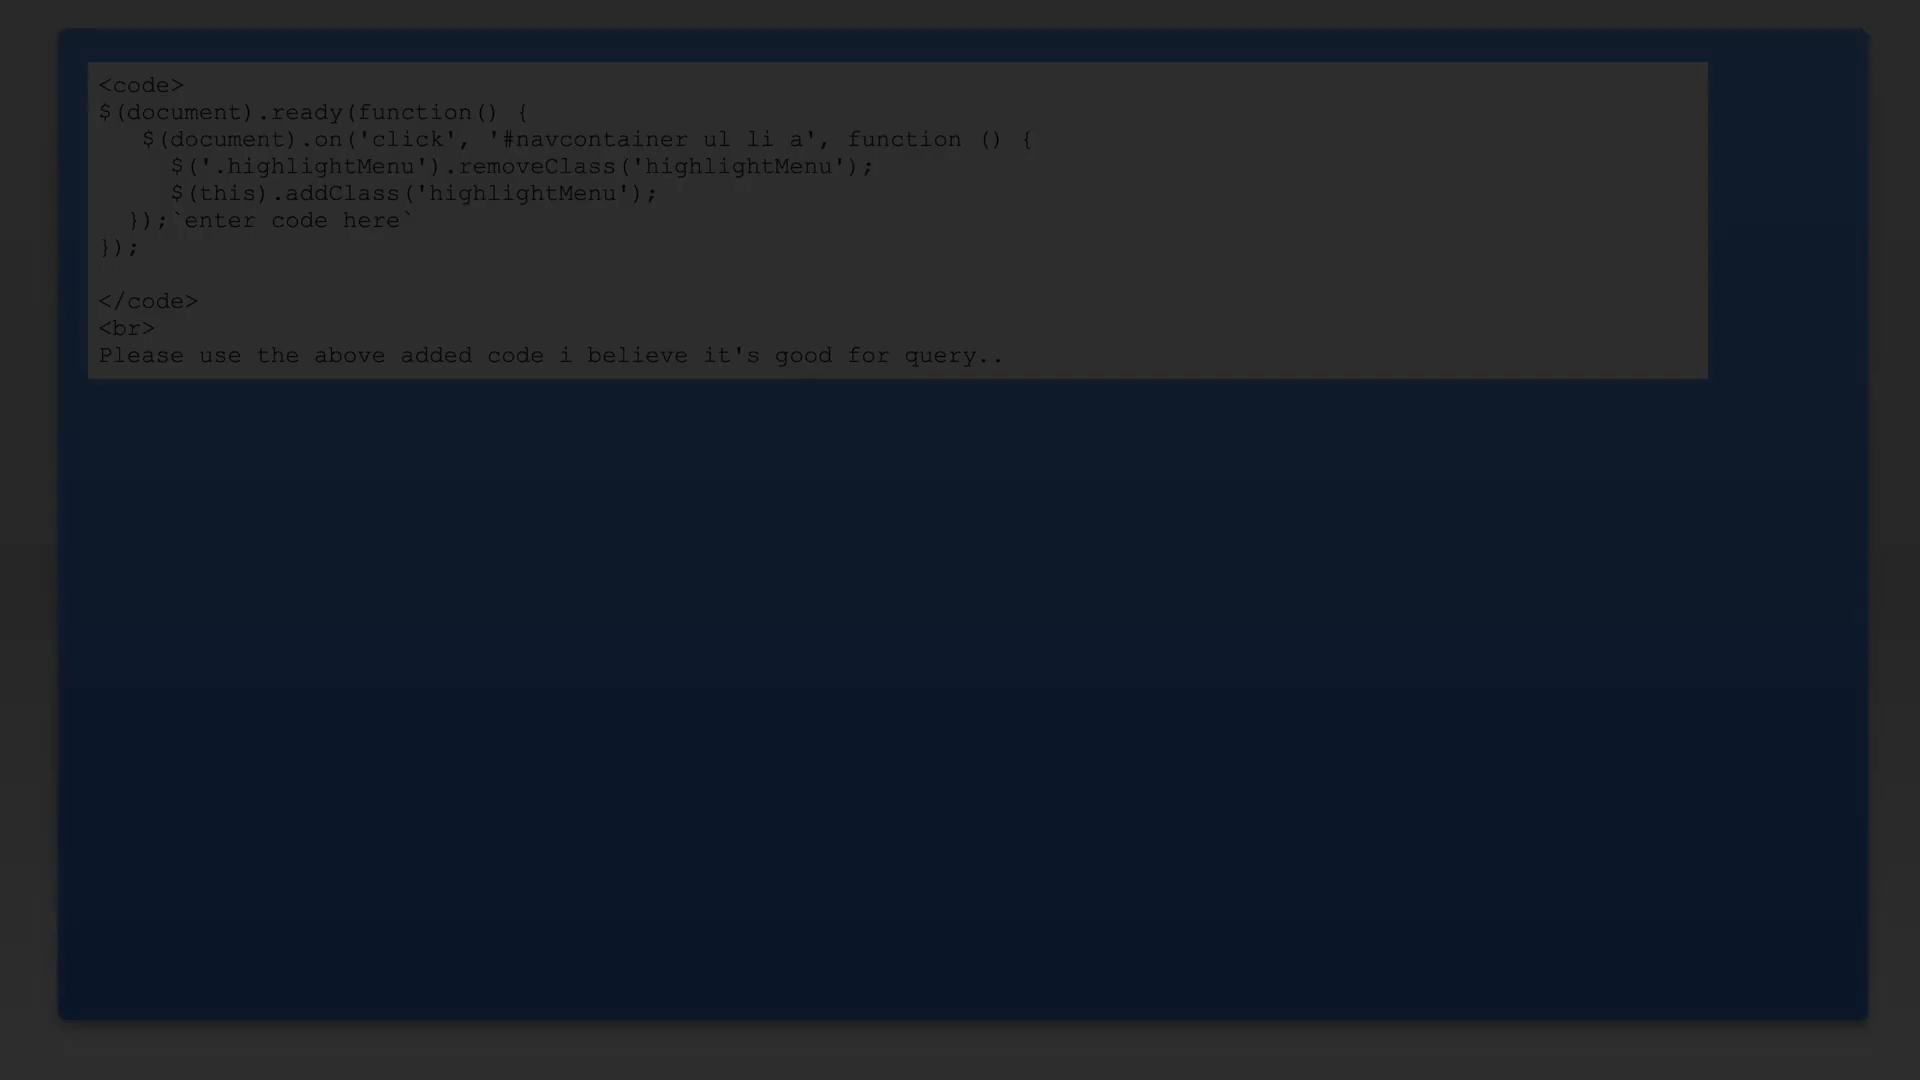 <code>
$(document).ready(function() {
   $(document).on('click', '#navcontainer ul li a', function () {
     $('.highlightMenu').removeClass('highlightMenu');
     $(this).addClass('highlightMenu');
  });`enter code here`
});

</code>
<br>
Please use the above added code i believe it's good for query..